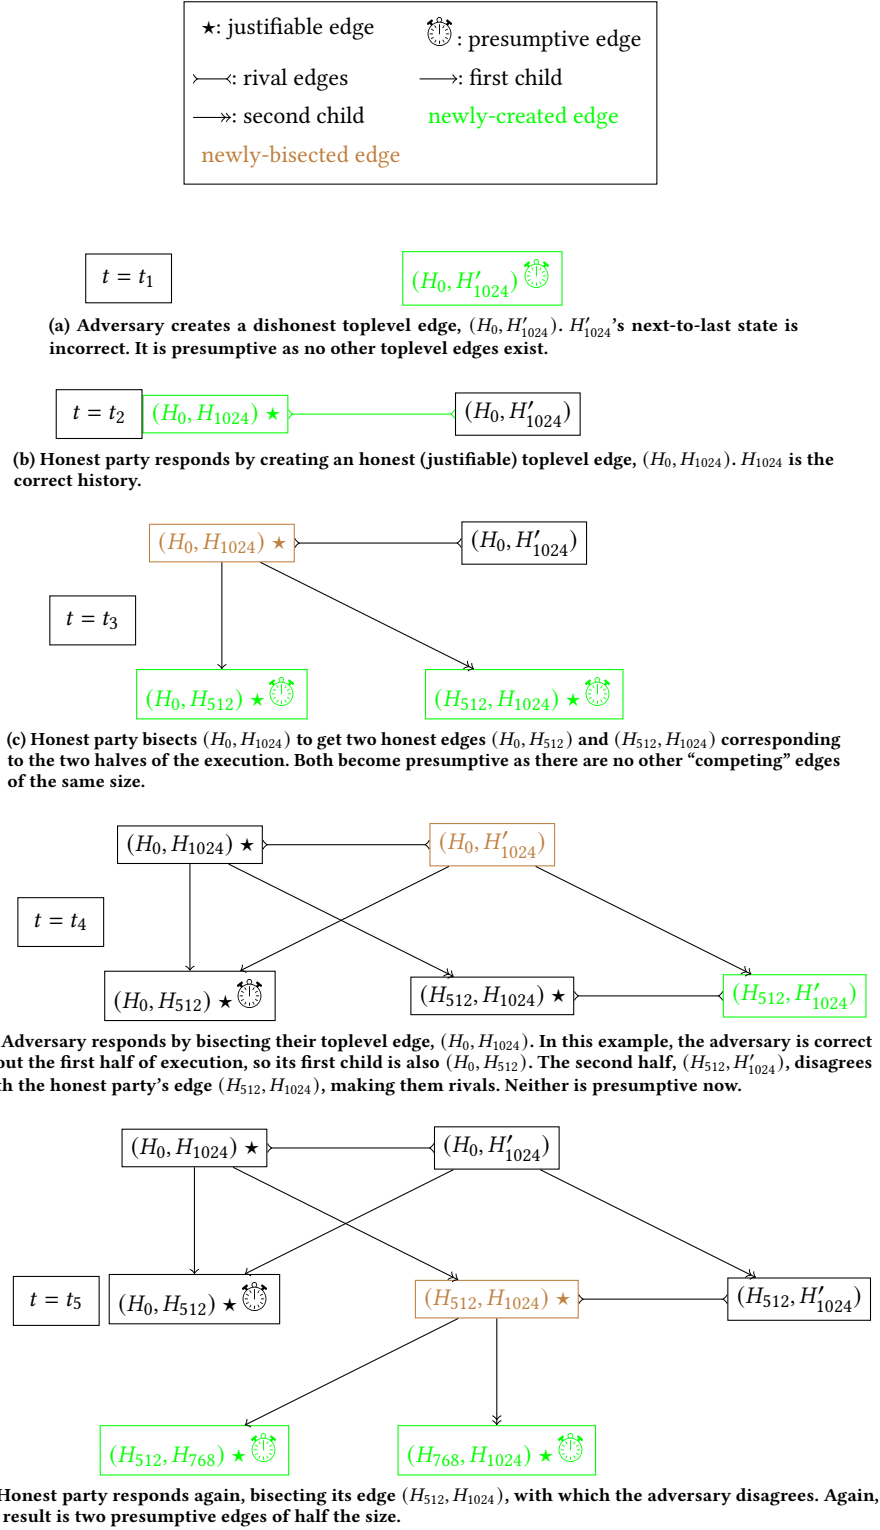 ★: justifiable edge
: presumptive edge
: rival edges
: first child
: second child
newly-created edge
newly-bisected edge
t = t₁
(H₀, H′₁₀₂₄)
(a) Adversary creates a dishonest toplevel edge, (H₀, H′₁₀₂₄). H′₁₀₂₄'s next-to-last state is
incorrect. It is presumptive as no other toplevel edges exist.
t = t₂
(H₀, H₁₀₂₄) ★
(H₀, H′₁₀₂₄)
(b) Honest party responds by creating an honest (justifiable) toplevel edge, (H₀, H₁₀₂₄). H₁₀₂₄ is the
correct history.
(H₀, H₁₀₂₄) ★
(H₀, H′₁₀₂₄)
t = t₃
(H₀, H₅₁₂) ★
(H₅₁₂, H₁₀₂₄) ★
(c) Honest party bisects (H₀, H₁₀₂₄) to get two honest edges (H₀, H₅₁₂) and (H₅₁₂, H₁₀₂₄) corresponding
to the two halves of the execution. Both become presumptive as there are no other “competing” edges
of the same size.
(H₀, H₁₀₂₄) ★
(H₀, H′₁₀₂₄)
t = t₄
(H₀, H₅₁₂) ★
(H₅₁₂, H₁₀₂₄) ★
(H₅₁₂, H′₁₀₂₄)
Adversary responds by bisecting their toplevel edge, (H₀, H₁₀₂₄). In this example, the adversary is correct
out the first half of execution, so its first child is also (H₀, H₅₁₂). The second half, (H₅₁₂, H′₁₀₂₄), disagrees
th the honest party's edge (H₅₁₂, H₁₀₂₄), making them rivals. Neither is presumptive now.
(H₀, H₁₀₂₄) ★
(H₀, H′₁₀₂₄)
t = t₅
(H₀, H₅₁₂) ★
(H₅₁₂, H₁₀₂₄) ★
(H₅₁₂, H′₁₀₂₄)
(H₅₁₂, H₇₆₈) ★
(H₇₆₈, H₁₀₂₄) ★
Honest party responds again, bisecting its edge (H₅₁₂, H₁₀₂₄), with which the adversary disagrees. Again,
result is two presumptive edges of half the size.